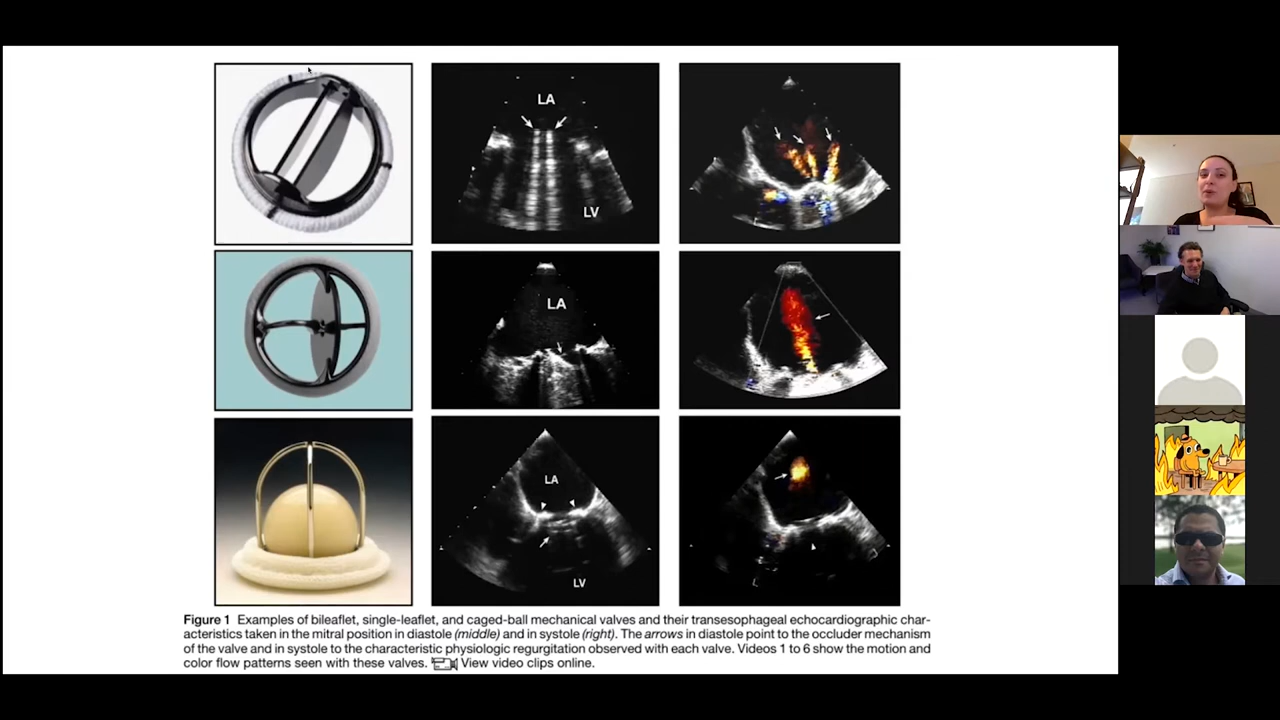 LA
LV
LA
LA
LV
Figure 1 Examples of bileaflet, single-leaflet, and caged-ball mechanical valves and their transesophageal echocardiographic char-
acteristics taken in the mitral position in diastole (middle) and in systole (right). The arrows in diastole point to the occluder mechanism
of the valve and in systole to the characteristic physiologic regurgitation observed with each valve. Videos 1 to 6 show the motion and
color flow patterns seen with these valves. View video clips online.